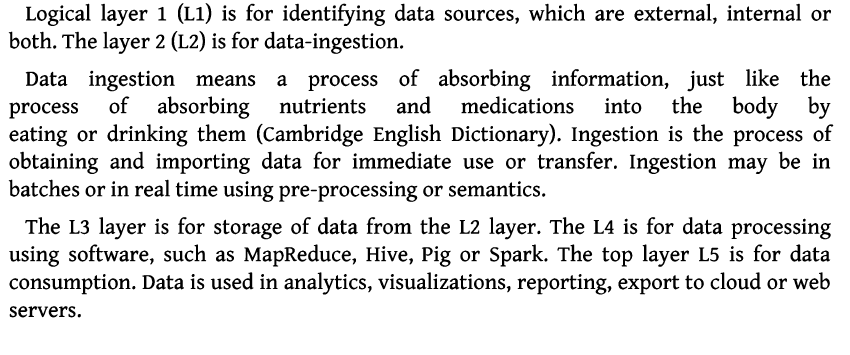 Logical layer 1 (L1) is for identifying data sources, which are external, internal or
both. The layer 2 (L2) is for data-ingestion.
Data ingestion means a process of absorbing information, just like the
process of absorbing nutrients and medications into the body by
eating or drinking them (Cambridge English Dictionary). Ingestion is the process of
obtaining and importing data for immediate use or transfer. Ingestion may be in
batches or in real time using pre-processing or semantics.
The L3 layer is for storage of data from the L2 layer. The L4 is for data processing
using software, such as MapReduce, Hive, Pig or Spark. The top layer L5 is for data
consumption. Data is used in analytics, visualizations, reporting, export to cloud or web
servers.